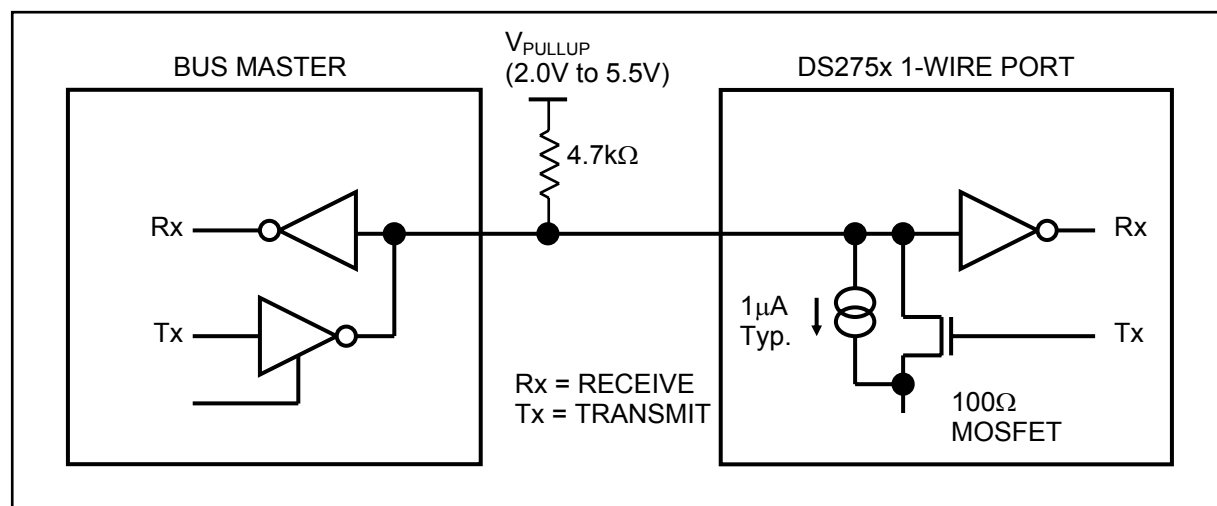 V_PULLUP
(2.0V to 5.5V)
BUS MASTER
DS275x 1-WIRE PORT
4.7kΩ
Rx
Rx
1μA
Typ.
Tx
Tx
Rx = RECEIVE
Tx = TRANSMIT
100Ω
MOSFET